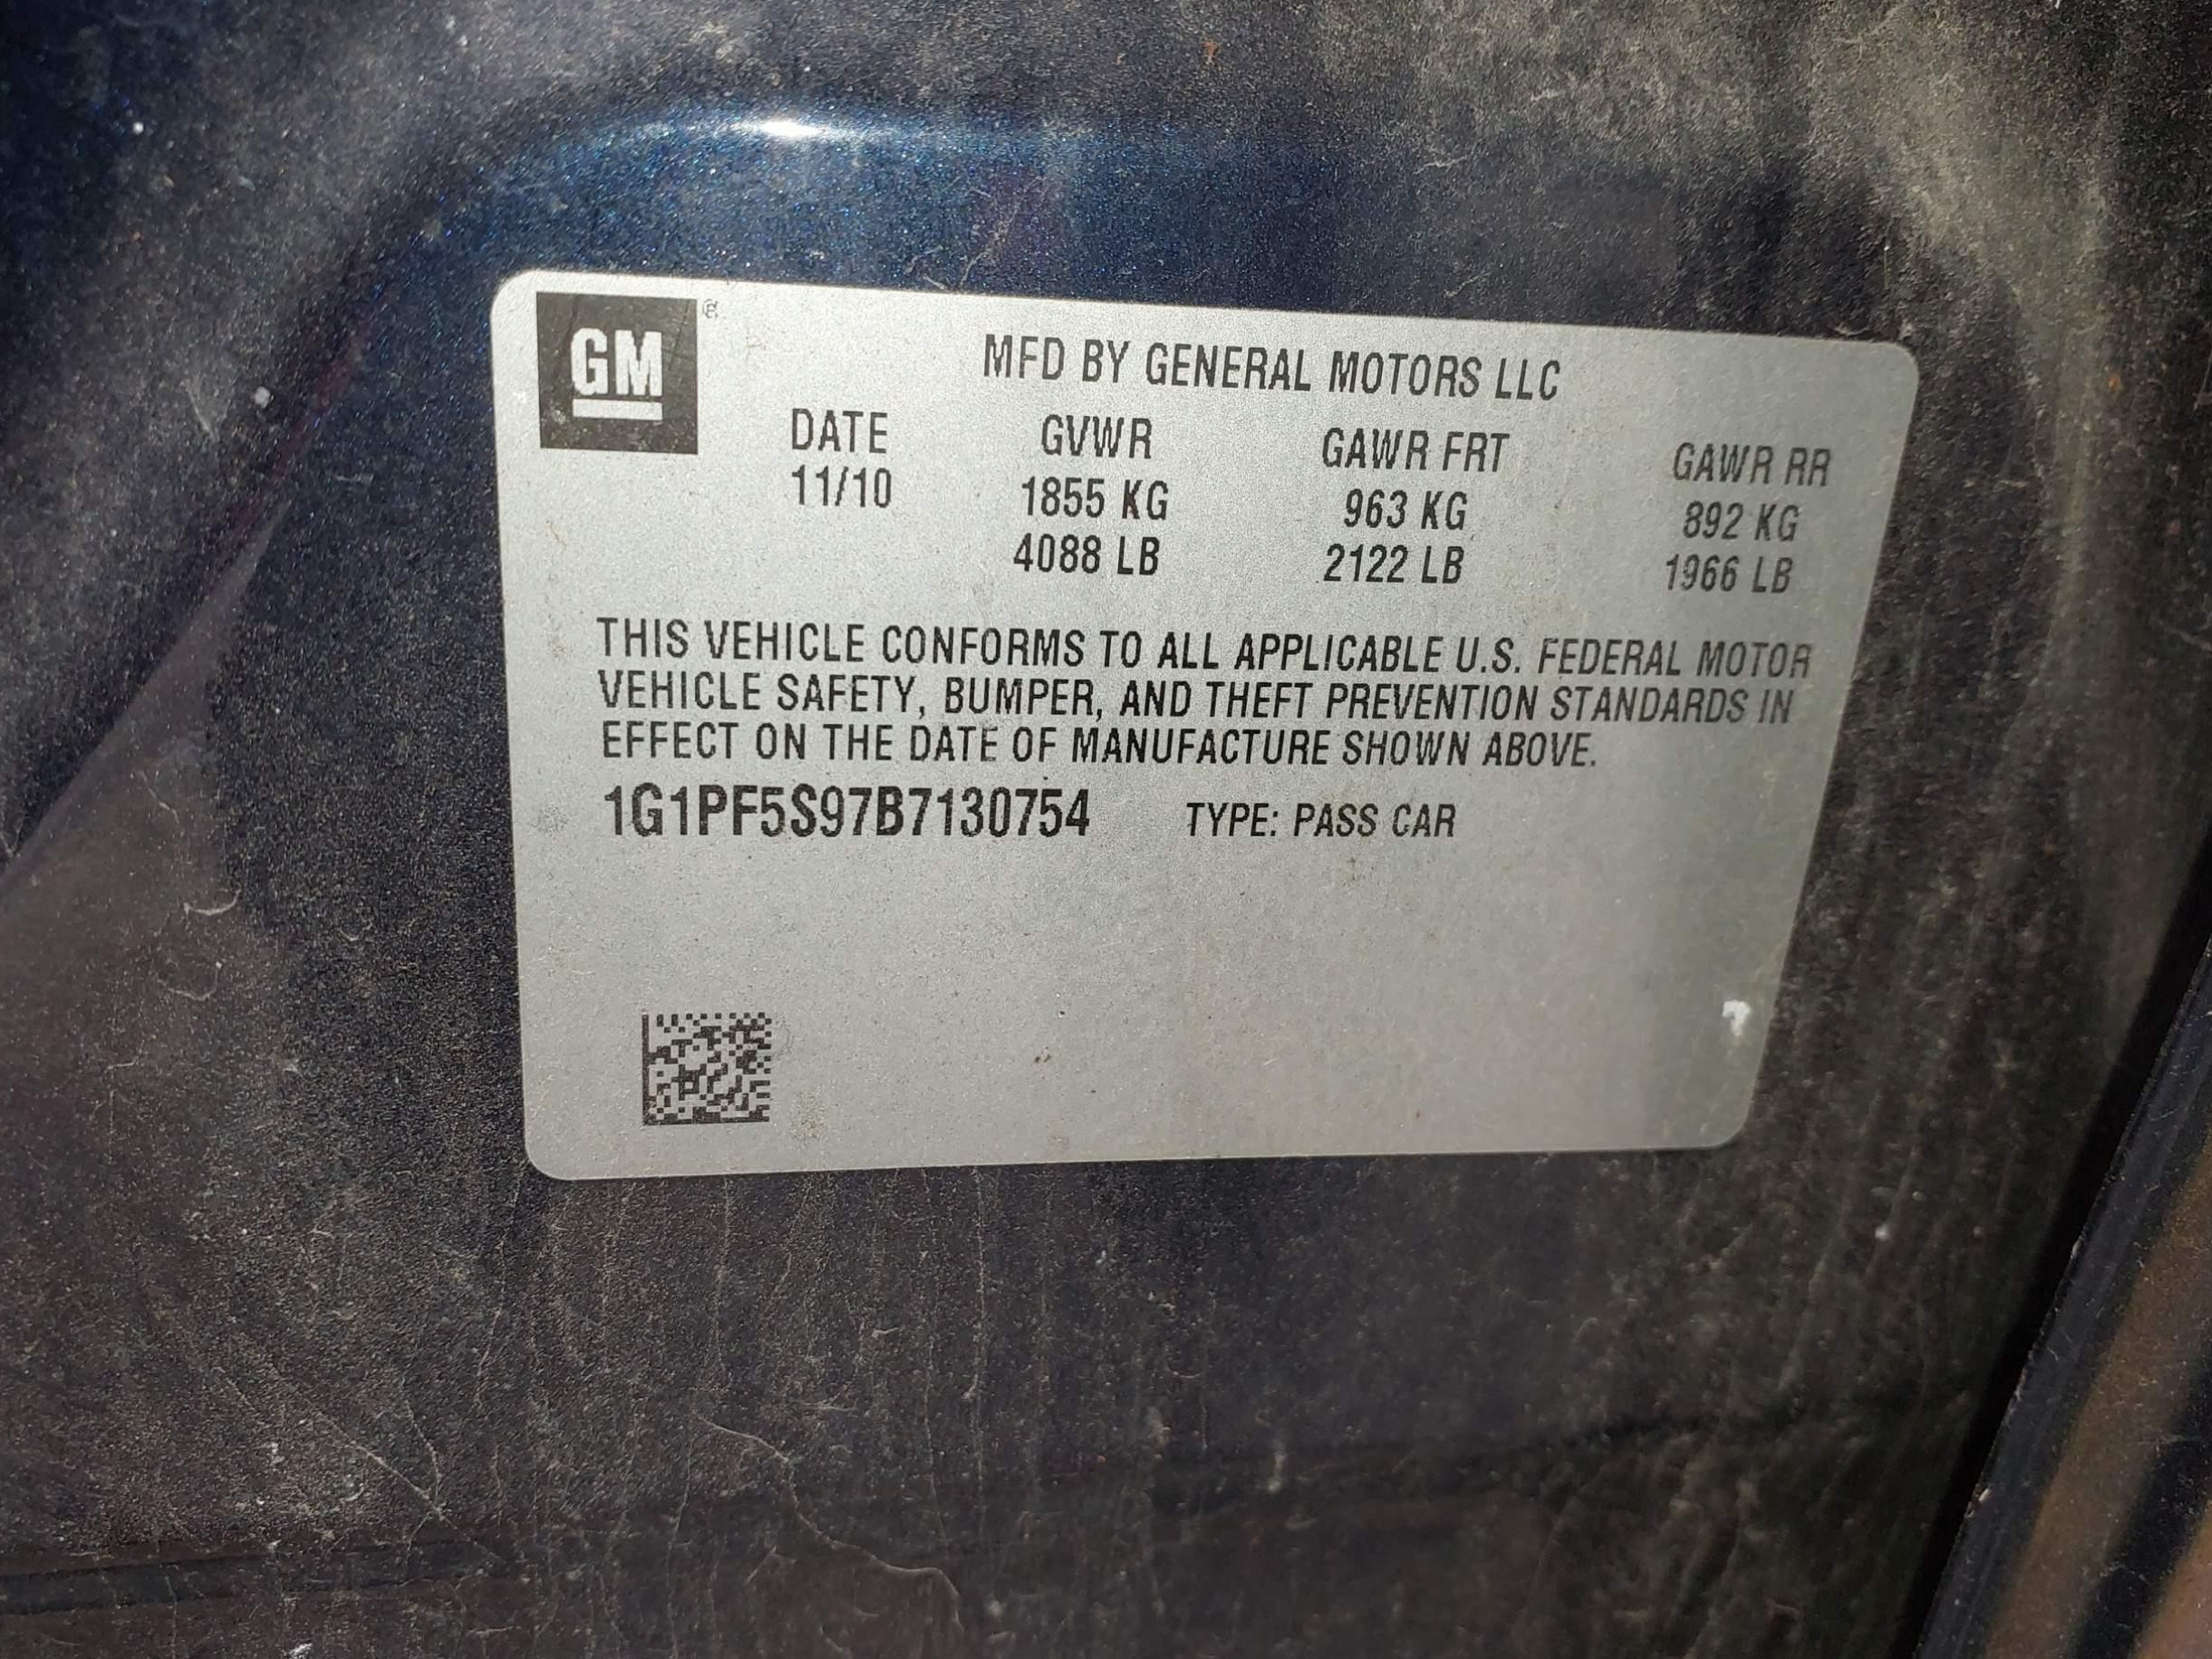 GM ®
MFD BY GENERAL MOTORS LLC
DATE GVWR GAWR FRT GAWR RR
11/10 1855 KG 963 KG 892 KG
4088 LB 2122 LB 1966 LB
THIS VEHICLE CONFORMS TO ALL APPLICABLE U.S. FEDERAL MOTOR
VEHICLE SAFETY, BUMPER, AND THEFT PREVENTION STANDARDS IN
EFFECT ON THE DATE OF MANUFACTURE SHOWN ABOVE.
1G1PF5S97B7130754 TYPE: PASS CAR